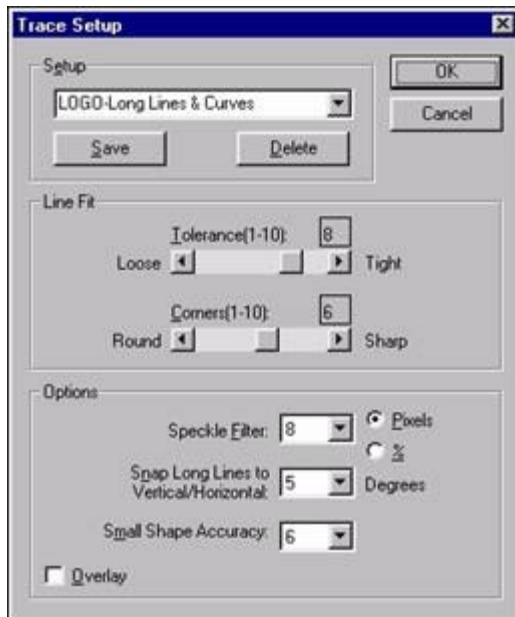 Trace Setup
Setup
OK
LOGO-Long Lines & Curves
Cancel
Save
Delete
Line Fit
Tolerance(1-10): 8
Loose
Tight
Corners(1-10): 6
Round
Sharp
Options
Speckle Filter: 8
Pixels
%
Snap Long Lines to
Vertical/Horizontal: 5 Degrees
Small Shape Accuracy: 6
Overlay